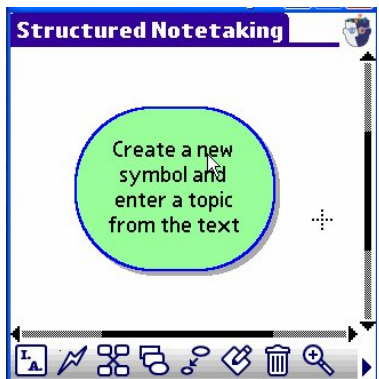 Structured Notetaking
Create a new
symbol and
enter a topic
from the text
I.
A.